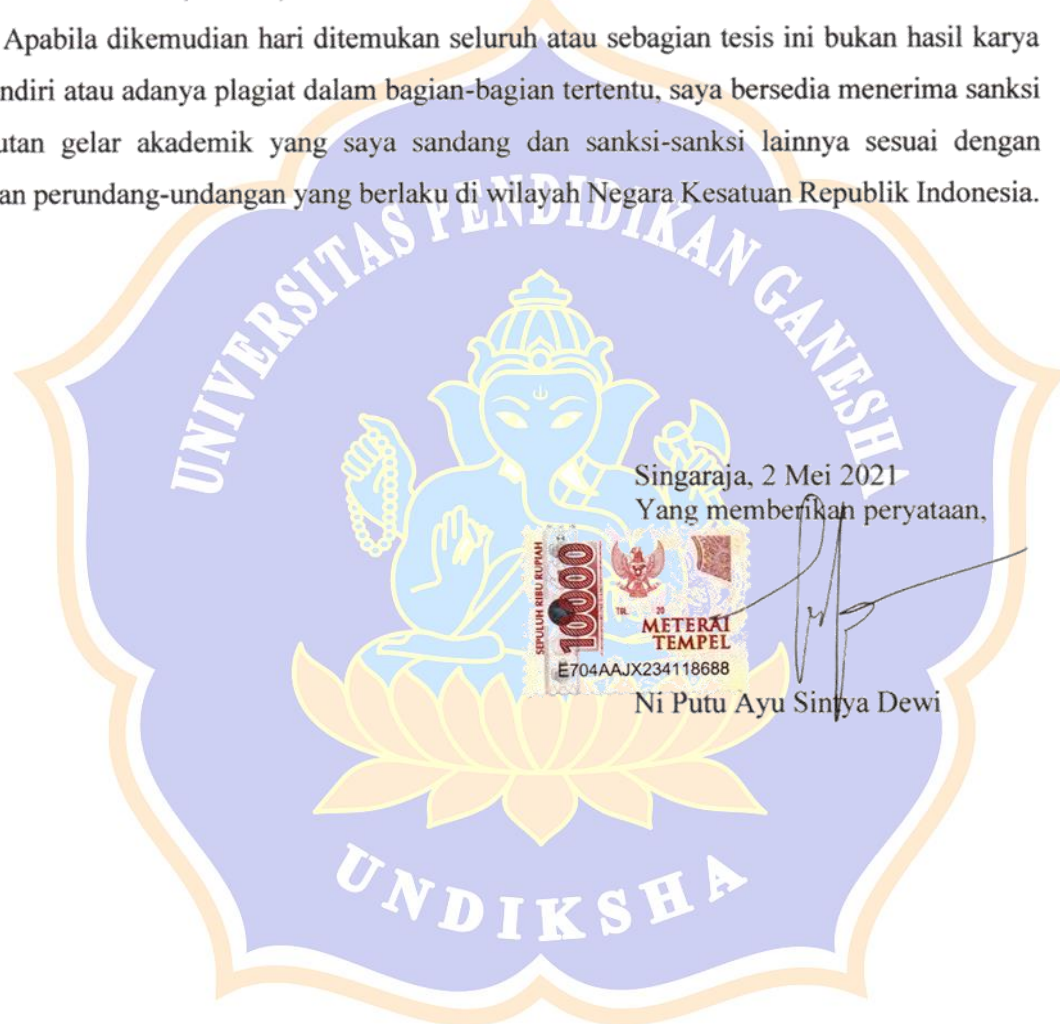 Apabila dikemudian hari ditemukan seluruh atau sebagian tesis ini bukan hasil karya
ndiri atau adanya plagiat dalam bagian-bagian tertentu, saya bersedia menerima sanksi
utan gelar akademik yang saya sandang dan sanksi-sanksi lainnya sesuai dengan
an perundang-undangan yang berlaku di wilayah Negara Kesatuan Republik Indonesia.
UNIVERSITAS PENDIDIKAN GANESHA
Singaraja, 2 Mei 2021
Yang memberikan peryataan,
SEPULUH RIBU RUPIAH
10000
TGL. 20
METERAI
TEMPEL
E704AAJX234118688
Ni Putu Ayu Sintya Dewi
UNDIKSHA